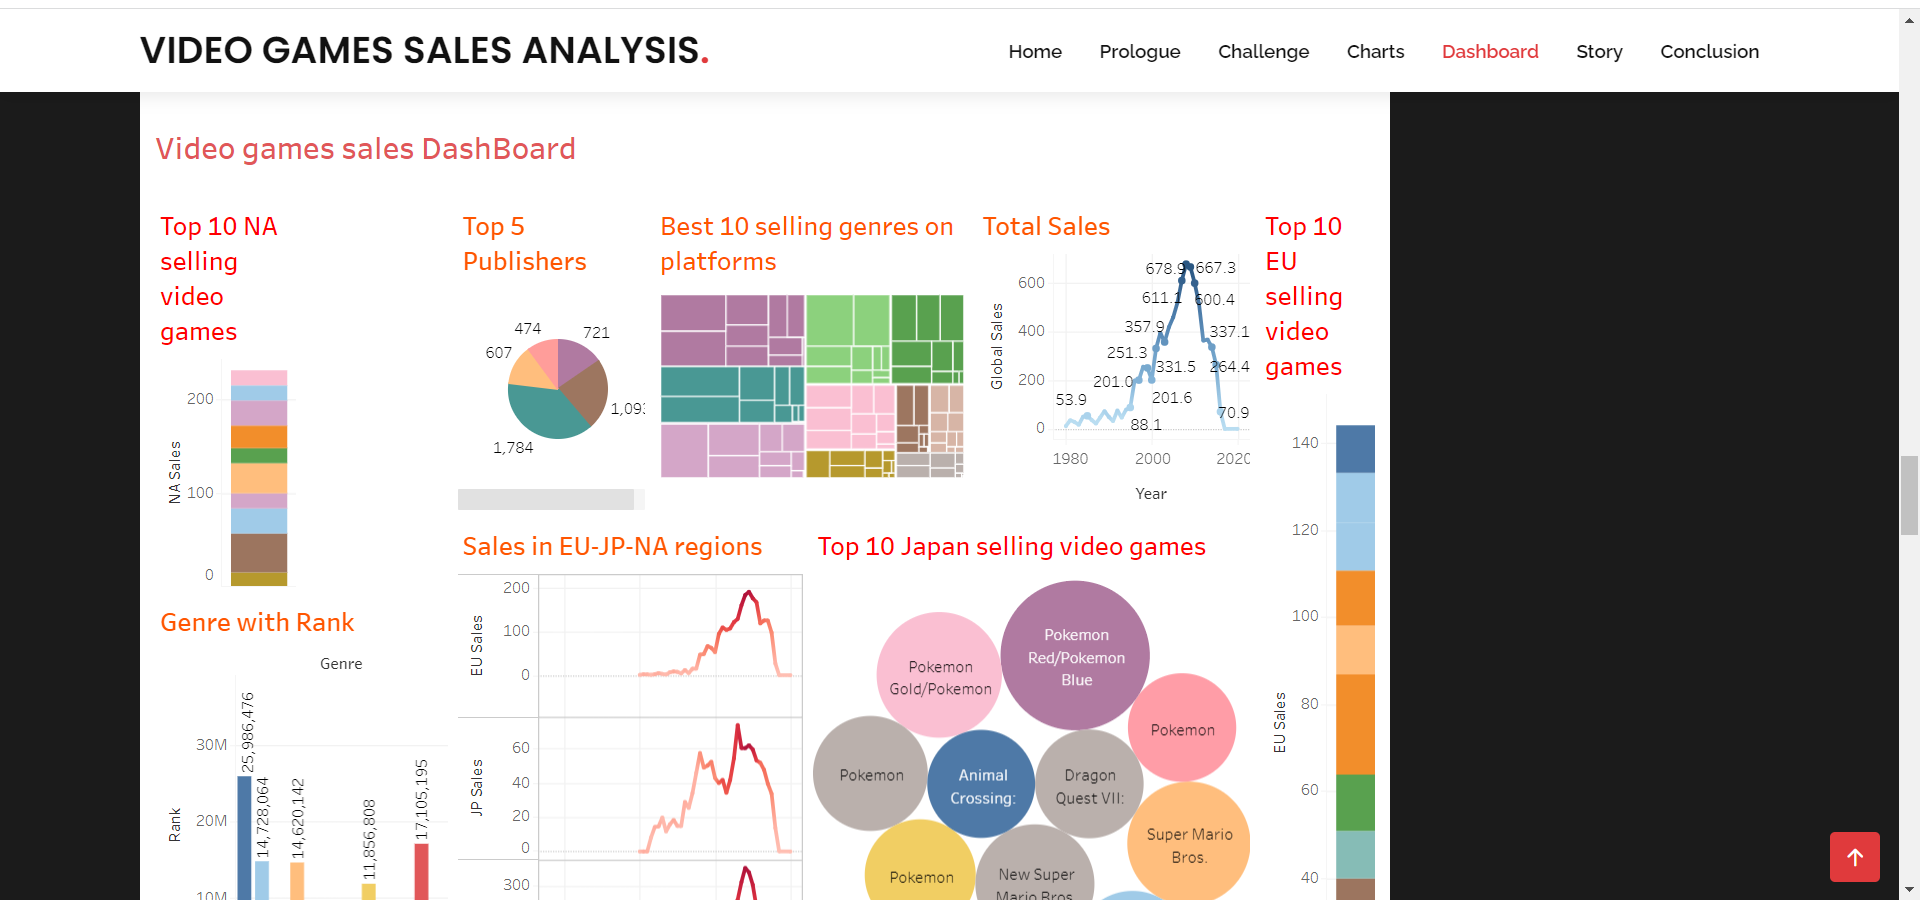 VIDEO GAMES SALES ANALYSIS.
Home Prologue Challenge Charts Dashboard Story Conclusion
Video games sales DashBoard
Top 10 NA
selling
video
games
200
100
0
NA Sales
Top 5
Publishers
474
721
607
1,784
Best 10 selling genres on
platforms
Total Sales
Global Sales
600
400
200
0
678.9
667.3
611.1
600.4
357.9
337.1
251.3
331.5
264.4
201.0
201.6
53.9
70.9
88.1
1980 2000 2020
Year
Top 10
EU
selling
video
games
140
120
100
80
60
40
EU Sales
Genre with Rank
Genre
Rank
30M
20M
10M
25,986,476
14,728,064
14,620,142
11,856,808
17,105,195
Sales in EU-JP-NA regions
EU Sales
200
100
0
JP Sales
60
40
20
0
300
Top 10 Japan selling video games
Pokemon
Red/Pokemon
Blue
Pokemon
Gold/Pokemon
Pokemon
Pokemon
Animal
Crossing:
Dragon
Quest VII:
Super Mario
Bros.
Pokemon
New Super
Mario Bros.